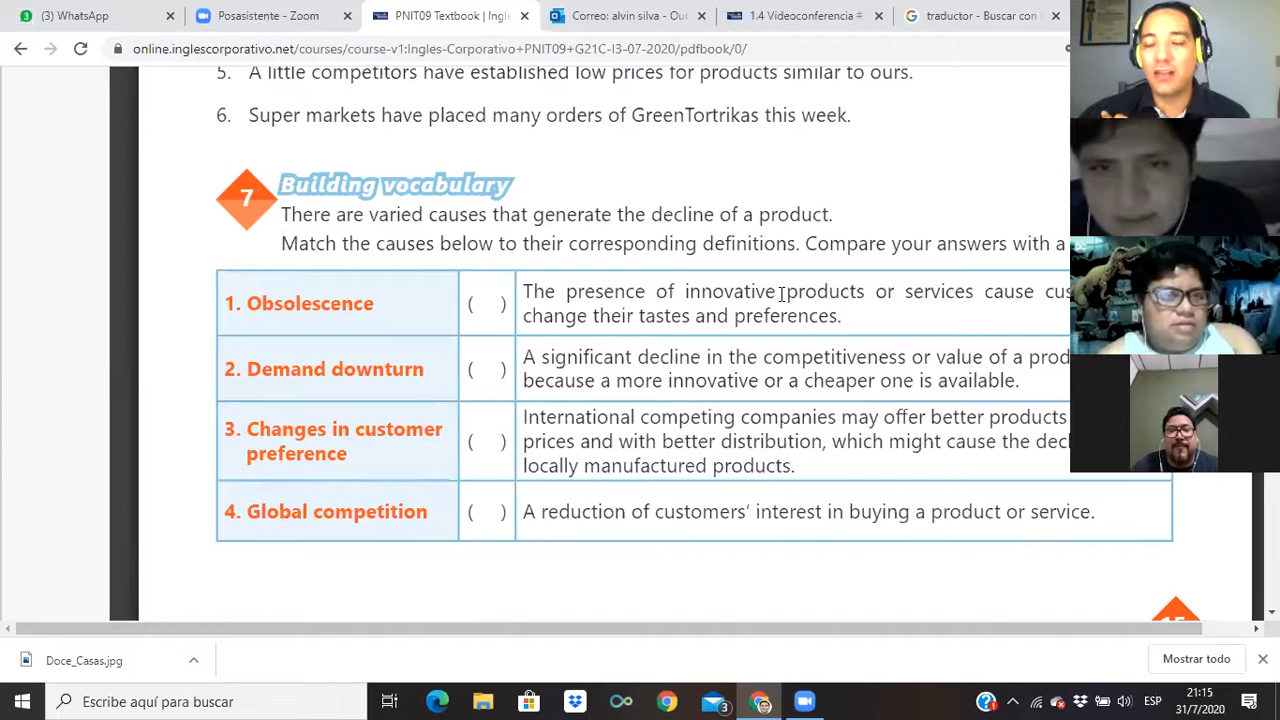 (3) WhatsApp
Posasistente - Zoom
PNIT09 Textbook | Ingl
Correo: alvin silva - Out
1.4 Videoconferencia #
traductor - Buscar con
online.inglescorporativo.net/courses/course-v1:Ingles-Corporativo+PNIT09+G21C-I3-07-2020/pdfbook/0/
5. A little competitors have established low prices for products similar to ours.
6. Super markets have placed many orders of GreenTortrikas this week.
7 Building vocabulary
There are varied causes that generate the decline of a product.
Match the causes below to their corresponding definitions. Compare your answers with a
1. Obsolescence ( ) The presence of innovative products or services cause cus
change their tastes and preferences.
2. Demand downturn ( ) A significant decline in the competitiveness or value of a prod
because a more innovative or a cheaper one is available.
3. Changes in customer
preference
( ) International competing companies may offer better products
prices and with better distribution, which might cause the decl
locally manufactured products.
4. Global competition ( ) A reduction of customers' interest in buying a product or service.
15
Doce_Casas.jpg
Mostrar todo
Escribe aquí para buscar
3
ESP
21:15
31/7/2020